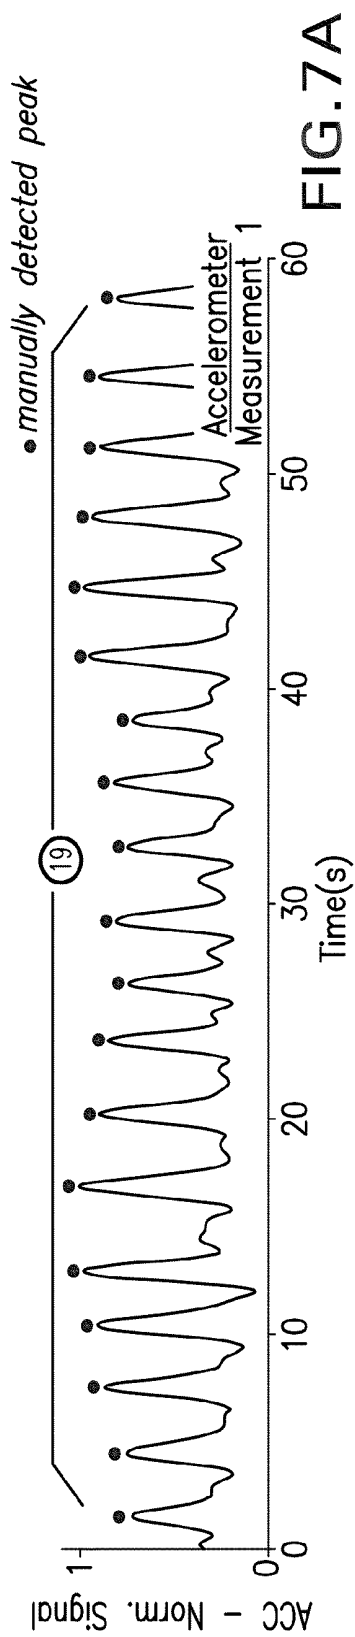 ● manually detected peak
19
ACC – Norm. Signal
1
0
0 10 20 30 40 50 60
Time(s)
Accelerometer
Measurement 1
FIG. 7A